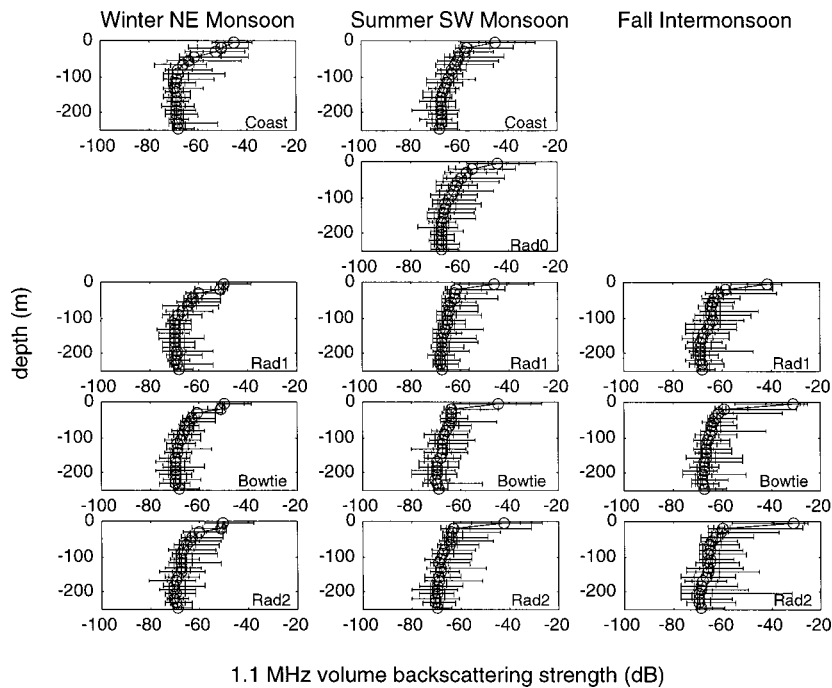 Winter NE Monsoon Summer SW Monsoon Fall Intermonsoon
0 0
-100 -100
-200 -200
Coast Coast
-100 -80 -60 -40 -20 -100 -80 -60 -40 -20
0
-100
-200
Rad0
-100 -80 -60 -40 -20
depth (m)
0 0 0
-100 -100 -100
-200 -200 -200
Rad1 Rad1 Rad1
-100 -80 -60 -40 -20 -100 -80 -60 -40 -20 -100 -80 -60 -40 -20
0 0 0
-100 -100 -100
-200 -200 -200
Bowtie Bowtie Bowtie
-100 -80 -60 -40 -20 -100 -80 -60 -40 -20 -100 -80 -60 -40 -20
0 0 0
-100 -100 -100
-200 -200 -200
Rad2 Rad2 Rad2
-100 -80 -60 -40 -20 -100 -80 -60 -40 -20 -100 -80 -60 -40 -20
1.1 MHz volume backscattering strength (dB)